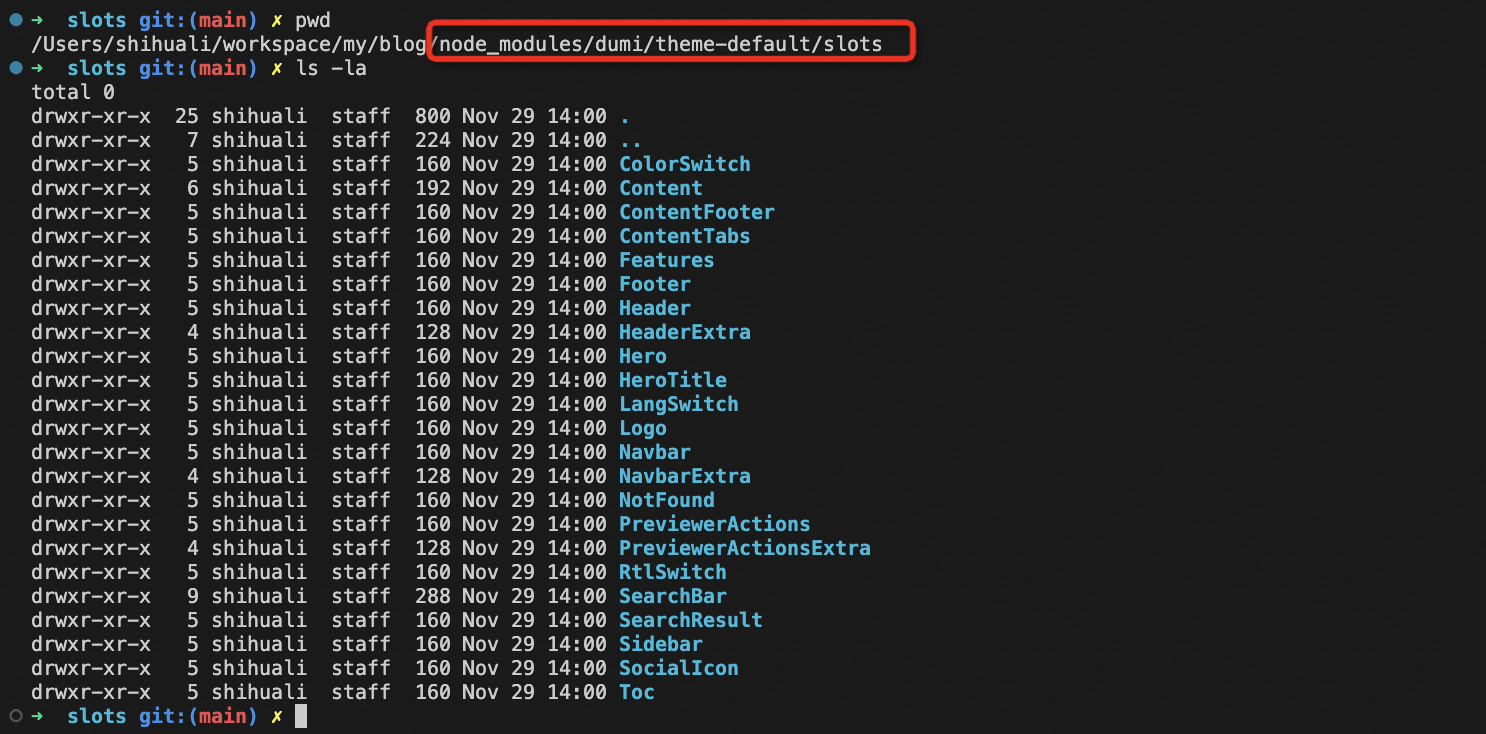 ➜  slots git:(main) ✗ pwd
/Users/shihuali/workspace/my/blog/node_modules/dumi/theme-default/slots
➜  slots git:(main) ✗ ls -la
total 0
drwxr-xr-x  25 shihuali  staff  800 Nov 29 14:00 .
drwxr-xr-x   7 shihuali  staff  224 Nov 29 14:00 ..
drwxr-xr-x   5 shihuali  staff  160 Nov 29 14:00 ColorSwitch
drwxr-xr-x   6 shihuali  staff  192 Nov 29 14:00 Content
drwxr-xr-x   5 shihuali  staff  160 Nov 29 14:00 ContentFooter
drwxr-xr-x   5 shihuali  staff  160 Nov 29 14:00 ContentTabs
drwxr-xr-x   5 shihuali  staff  160 Nov 29 14:00 Features
drwxr-xr-x   5 shihuali  staff  160 Nov 29 14:00 Footer
drwxr-xr-x   5 shihuali  staff  160 Nov 29 14:00 Header
drwxr-xr-x   4 shihuali  staff  128 Nov 29 14:00 HeaderExtra
drwxr-xr-x   5 shihuali  staff  160 Nov 29 14:00 Hero
drwxr-xr-x   5 shihuali  staff  160 Nov 29 14:00 HeroTitle
drwxr-xr-x   5 shihuali  staff  160 Nov 29 14:00 LangSwitch
drwxr-xr-x   5 shihuali  staff  160 Nov 29 14:00 Logo
drwxr-xr-x   5 shihuali  staff  160 Nov 29 14:00 Navbar
drwxr-xr-x   4 shihuali  staff  128 Nov 29 14:00 NavbarExtra
drwxr-xr-x   5 shihuali  staff  160 Nov 29 14:00 NotFound
drwxr-xr-x   5 shihuali  staff  160 Nov 29 14:00 PreviewerActions
drwxr-xr-x   4 shihuali  staff  128 Nov 29 14:00 PreviewerActionsExtra
drwxr-xr-x   5 shihuali  staff  160 Nov 29 14:00 RtlSwitch
drwxr-xr-x   9 shihuali  staff  288 Nov 29 14:00 SearchBar
drwxr-xr-x   5 shihuali  staff  160 Nov 29 14:00 SearchResult
drwxr-xr-x   5 shihuali  staff  160 Nov 29 14:00 Sidebar
drwxr-xr-x   5 shihuali  staff  160 Nov 29 14:00 SocialIcon
drwxr-xr-x   5 shihuali  staff  160 Nov 29 14:00 Toc
➜  slots git:(main) ✗